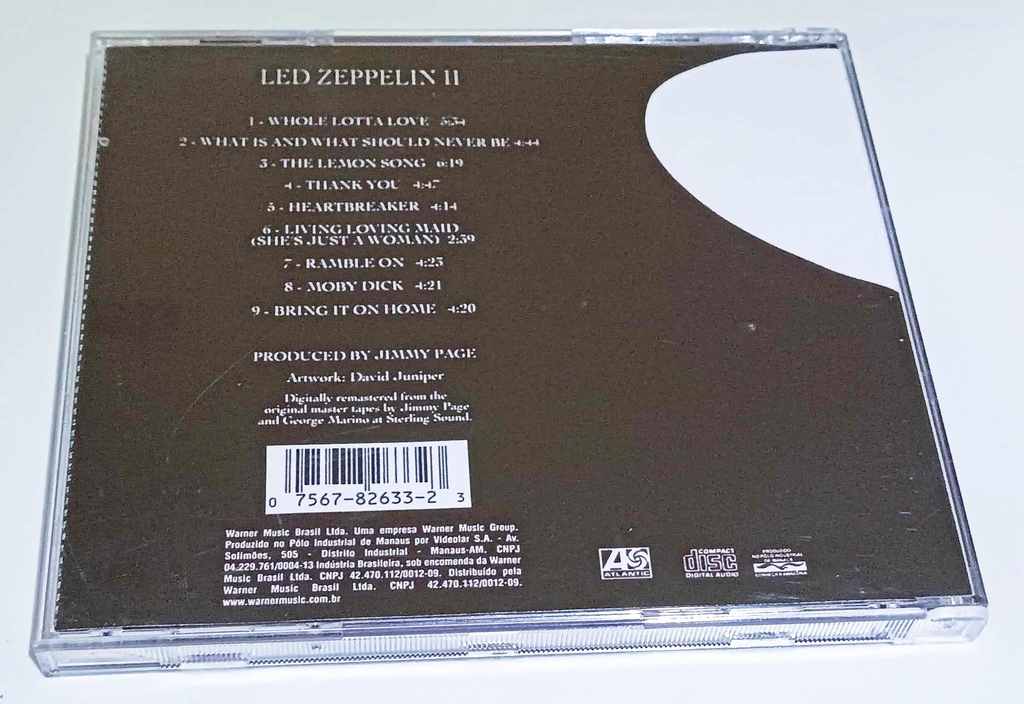 LED ZEPPELIN II
1 - WHOLE LOTTA LOVE 5:34
2 - WHAT IS AND WHAT SHOULD NEVER BE 4:44
3 - THE LEMON SONG 6:19
4 - THANK YOU 4:47
5 - HEARTBREAKER 4:14
6 - LIVING LOVING MAID
(SHE'S JUST A WOMAN) 2:39
7 - RAMBLE ON 4:23
8 - MOBY DICK 4:21
9 - BRING IT ON HOME 4:20
PRODUCED BY JIMMY PAGE
Artwork: David Juniper
Digitally remastered from the
original master tapes by Jimmy Page
and George Marino at Sterling Sound.
0 7567-82633-2 3
Warner Music Brasil Ltda. Uma empresa Warner Music Group.
Produzido no Pólo Industrial de Manaus por Videolar S.A. - Av.
Solimões, 505 - Distrito Industrial - Manaus-AM. CNPJ
04.229.761/0004-13 Indústria Brasileira, sob encomenda da Warner
Music Brasil Ltda. CNPJ 42.470.112/0012-09. Distribuído pela
Warner Music Brasil Ltda. CNPJ 42.470.112/0012-09.
www.warnermusic.com.br
ATLANTIC
COMPACT
disc
DIGITAL AUDIO
PRODUZIDO
NO PÓLO INDUSTRIAL
DE MANAUS
CONHEÇA A AMAZÔNIA